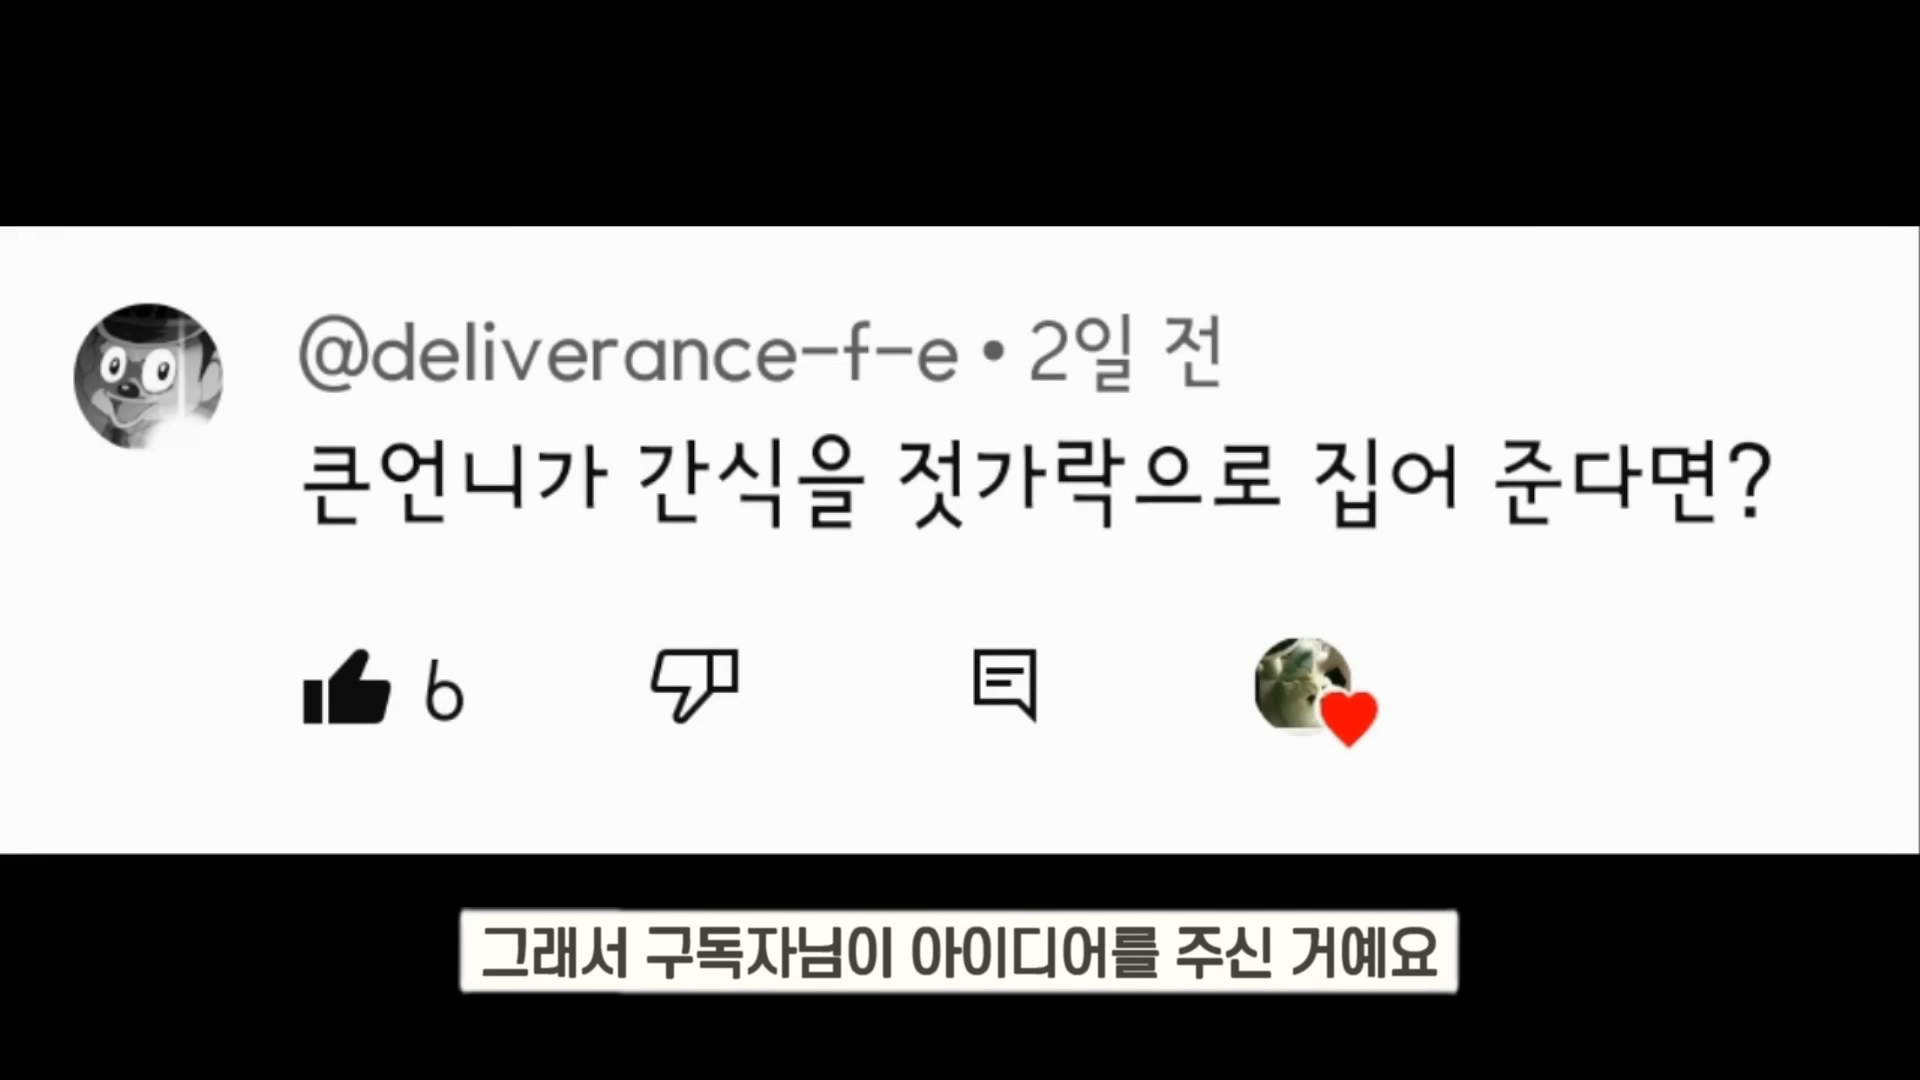 @deliverance-f-e • 2일 전
큰언니가 간식을 젓가락으로 집어 준다면?
6
그래서 구독자님이 아이디어를 주신 거예요